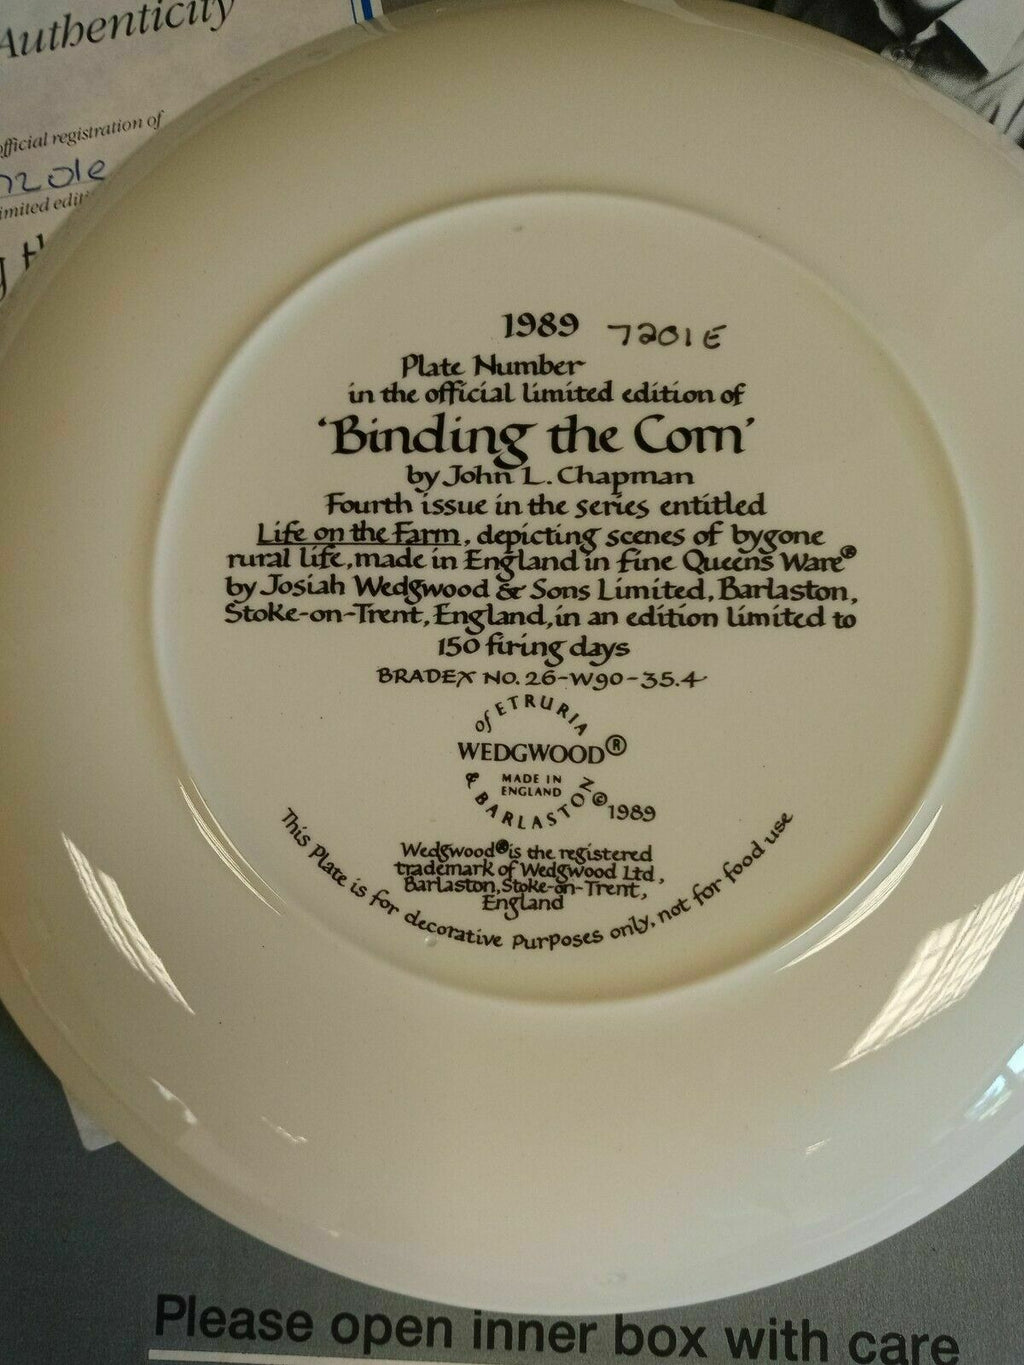 Authenticity
official registration of
7201E
limited
1989 7201E
Plate Number
in the official limited edition of
'Binding the Corn'
by John L. Chapman
Fourth issue in the series entitled
Life on the Farm, depicting scenes of bygone
rural life, made in England in fine Queens Ware®
by Josiah Wedgwood & Sons Limited, Barlaston,
Stoke-on-Trent, England, in an edition limited to
150 firing days
BRADEX NO. 26-W90-35.4
of ETRURIA
WEDGWOOD®
MADE IN
ENGLAND
& BARLASTON
© 1989
Wedgwood® is the registered
trademark of Wedgwood Ltd,
Barlaston, Stoke-on-Trent,
England
This Plate is for decorative Purposes only, not for food use
Please open inner box with care